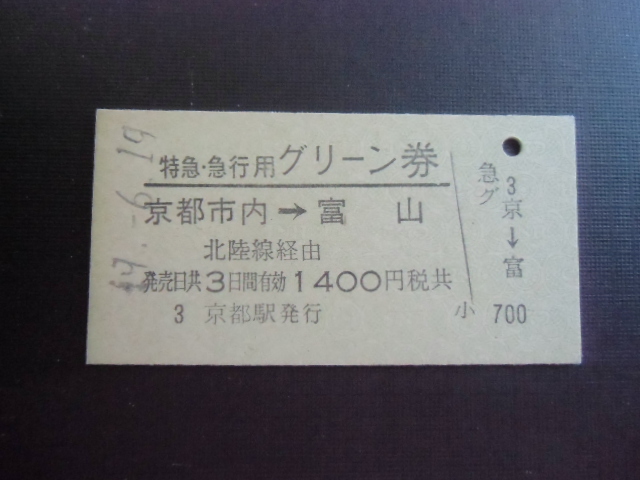 特急・急行用グリーン券
京都市内→富山
北陸線経由
発売日共3日間有効1400円税共
3 京都駅発行
急グ
3京→富
小 700
-6.19